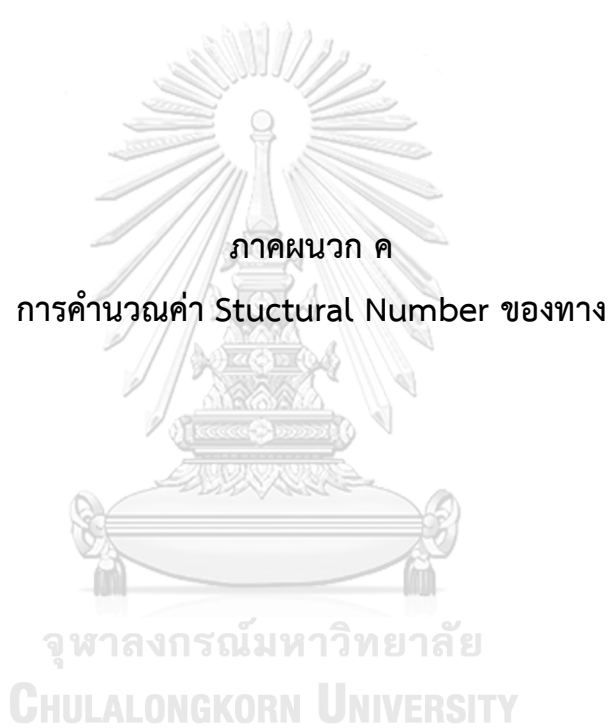 ภาคผนวก ค
การคำนวณค่า Stuctural Number ของทาง
จุฬาลงกรณ์มหาวิทยาลัย
CHULALONGKORN UNIVERSITY